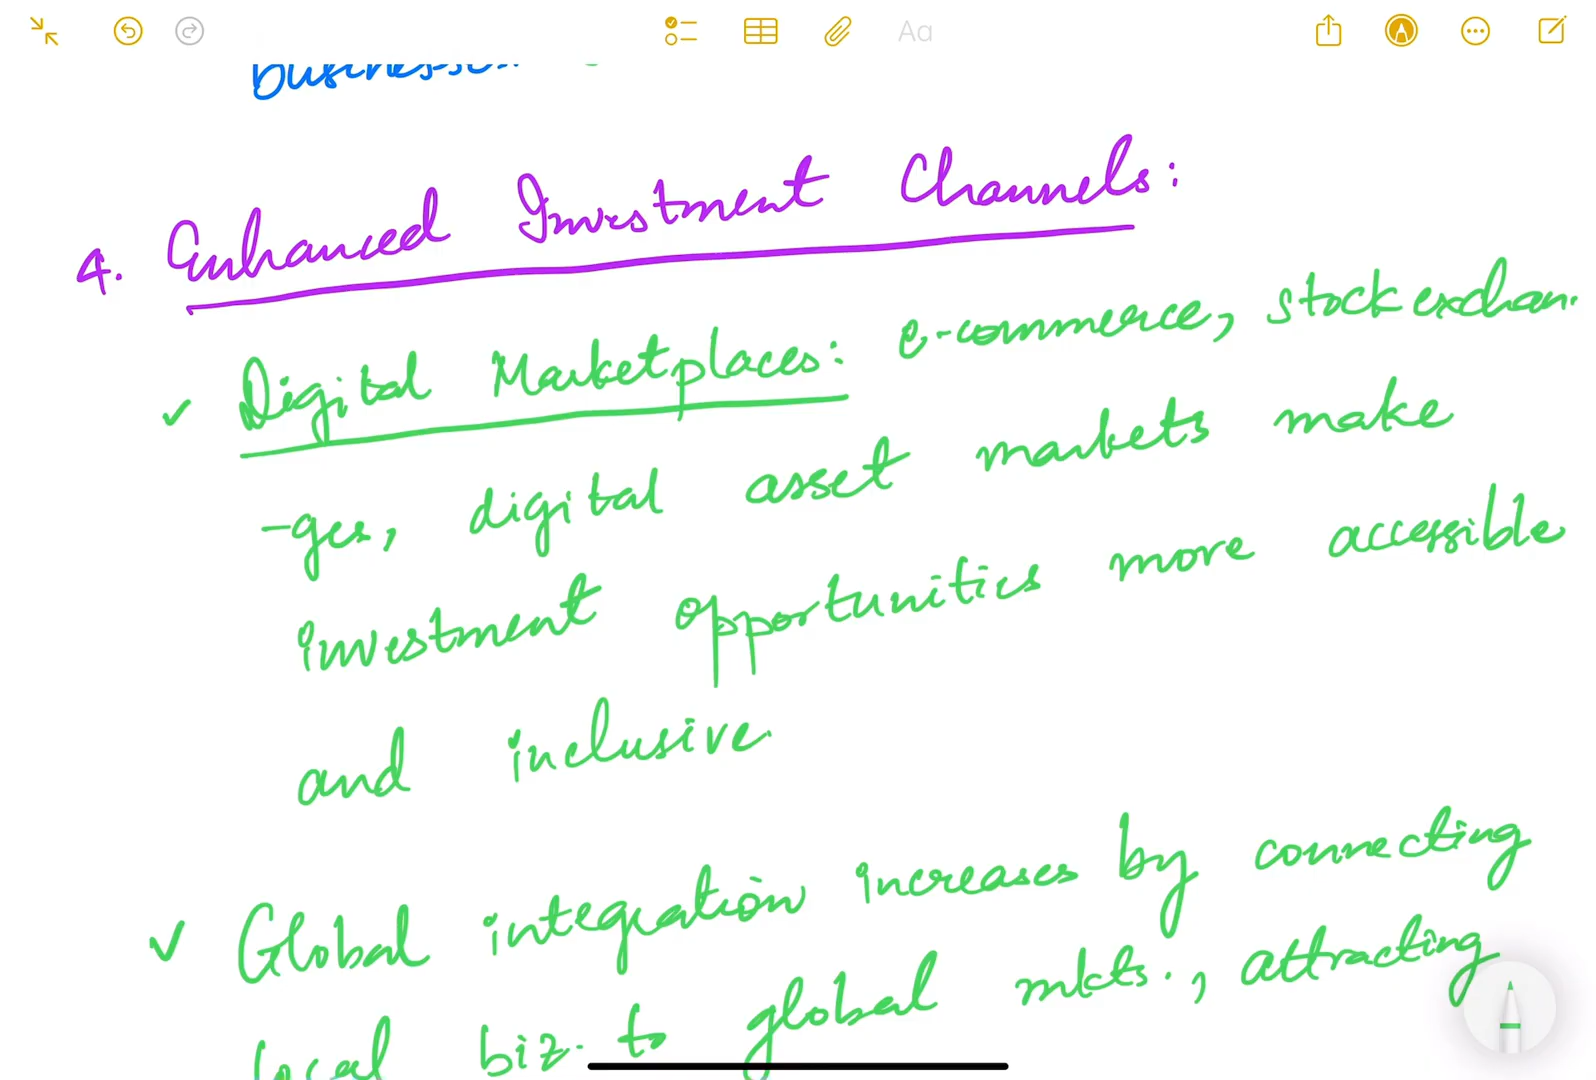 Aa
businesses.
4. Enhanced Investment Channels:
✓ Digital Marketplaces: e-commerce, stock exchan-
-ges, digital asset markets make
investment opportunities more accessible
and inclusive.
✓ Global integration increases by connecting
local biz. to global mkts., attracting